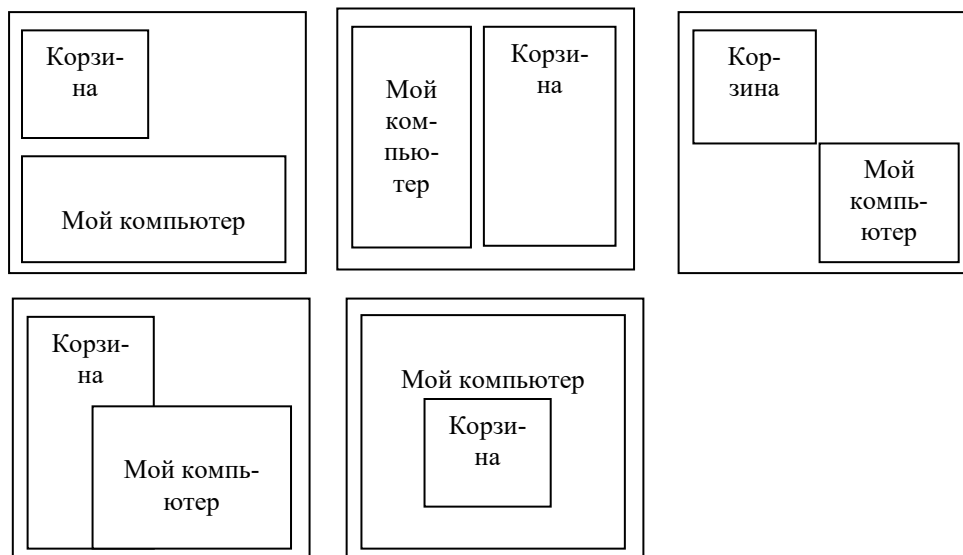 Корзи-
на
Мой компьютер
Мой
ком-
пью-
тер
Корзи-
на
Кор-
зина
Мой
компь-
ютер
Корзи-
на
Мой компь-
ютер
Мой компьютер
Корзи-
на